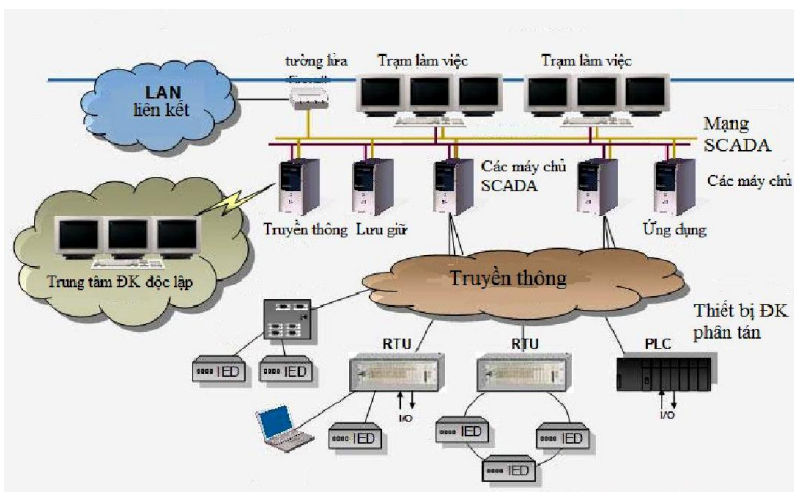 tường lửa
Trạm làm việc
Trạm làm việc
LAN
liên kết
Mạng
SCADA
Các máy chủ
SCADA
Các máy chủ
Truyền thông
Lưu giữ
Ứng dụng
Trung tâm ĐK độc lập
Truyền thông
Thiết bị ĐK
phân tán
RTU
RTU
PLC
IED
IED
I/O
I/O
IED
IED
IED
IED